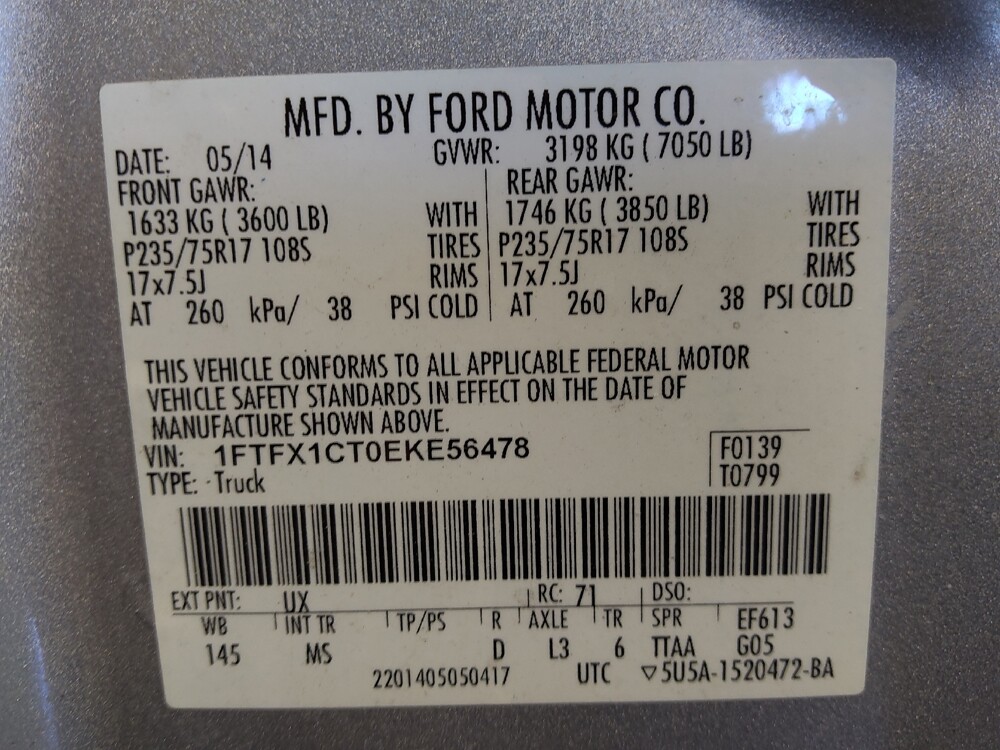 MFD. BY FORD MOTOR CO.
DATE: 05/14 GVWR: 3198 KG ( 7050 LB)
FRONT GAWR: REAR GAWR:
1633 KG ( 3600 LB) WITH 1746 KG ( 3850 LB) WITH
P235/75R17 108S TIRES P235/75R17 108S TIRES
17x7.5J RIMS 17x7.5J RIMS
AT 260 kPa/ 38 PSI COLD AT 260 kPa/ 38 PSI COLD
THIS VEHICLE CONFORMS TO ALL APPLICABLE FEDERAL MOTOR
VEHICLE SAFETY STANDARDS IN EFFECT ON THE DATE OF
MANUFACTURE SHOWN ABOVE.
VIN: 1FTFX1CT0EKE56478 F0139
TYPE: Truck T0799
EXT PNT: UX RC: 71 DSO:
WB INT TR TP/PS R AXLE TR SPR EF613
145 MS D L3 6 TTAA G05
2201405050417 UTC ▽5U5A-1520472-BA